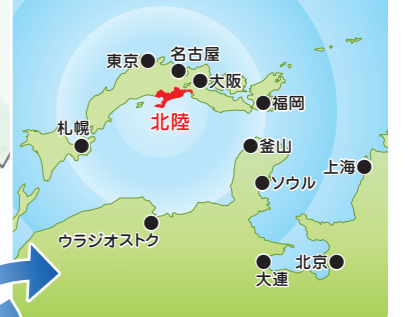 東京
名古屋
大阪
福岡
北陸
札幌
釜山
上海
ソウル
ウラジオストク
大連
北京